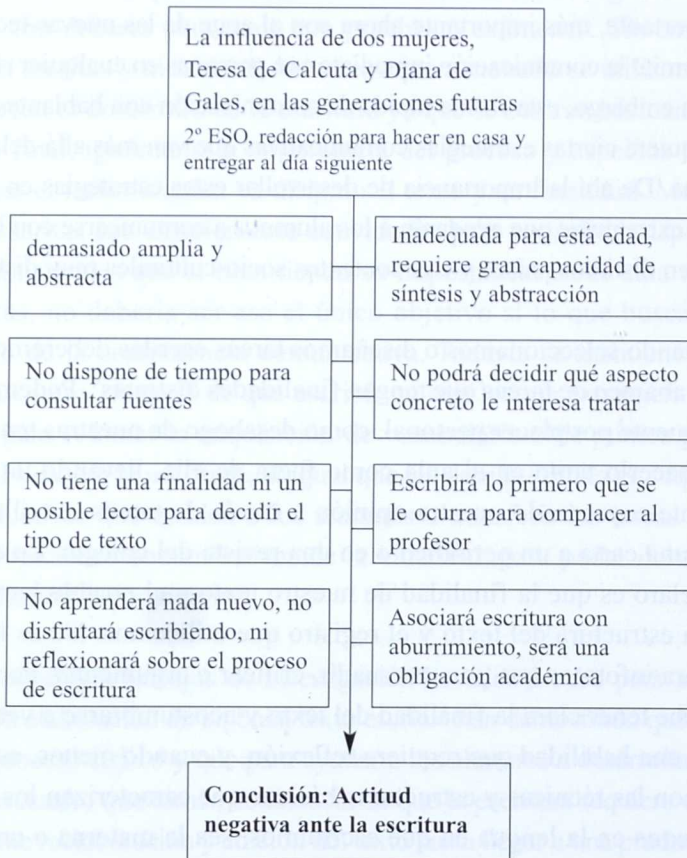 La influencia de dos mujeres,
Teresa de Calcuta y Diana de
Gales, en las generaciones futuras
2º ESO, redacción para hacer en casa y
entregar al día siguiente
demasiado amplia y
abstracta
Inadecuada para esta edad,
requiere gran capacidad de
síntesis y abstracción
No dispone de tiempo para
consultar fuentes
No podrá decidir qué aspecto
concreto le interesa tratar
No tiene una finalidad ni un
posible lector para decidir el
tipo de texto
Escribirá lo primero que se
le ocurra para complacer al
profesor
No aprenderá nada nuevo, no
disfrutará escribiendo, ni
reflexionará sobre el proceso
de escritura
Asociará escritura con
aburrimiento, será una
obligación académica
Conclusión: Actitud
negativa ante la escritura